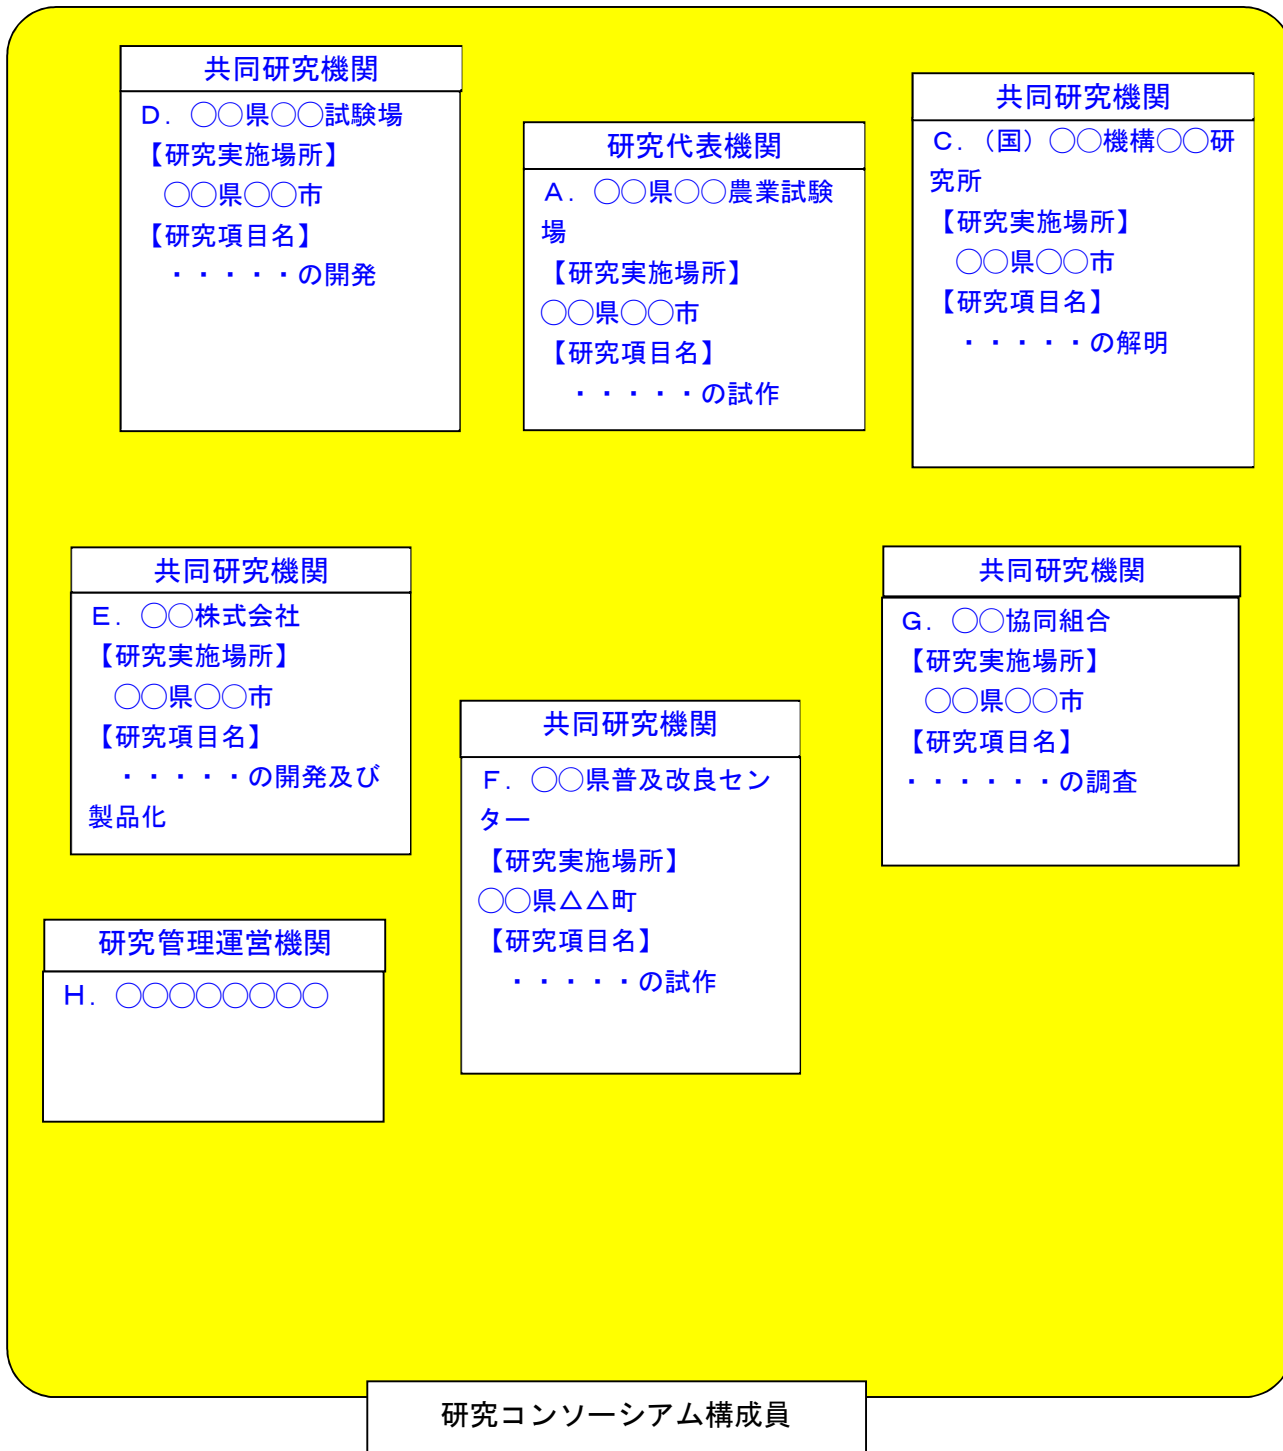 共同研究機関
Ｄ．〇〇県〇〇試験場
【研究実施場所】
〇〇県〇〇市
【研究項目名】
・・・・・の開発
研究代表機関
Ａ．〇〇県〇〇農業試験
場
【研究実施場所】
〇〇県〇〇市
【研究項目名】
・・・・・の試作
共同研究機関
Ｃ．（国）〇〇機構〇〇研
究所
【研究実施場所】
〇〇県〇〇市
【研究項目名】
・・・・・の解明
共同研究機関
Ｅ．〇〇株式会社
【研究実施場所】
〇〇県〇〇市
【研究項目名】
・・・・・の開発及び
製品化
共同研究機関
Ｆ．〇〇県普及改良セン
ター
【研究実施場所】
〇〇県△△町
【研究項目名】
・・・・・の試作
共同研究機関
Ｇ．〇〇協同組合
【研究実施場所】
〇〇県〇〇市
【研究項目名】
・・・・・・の調査
研究管理運営機関
Ｈ．〇〇〇〇〇〇〇〇
研究コンソーシアム構成員